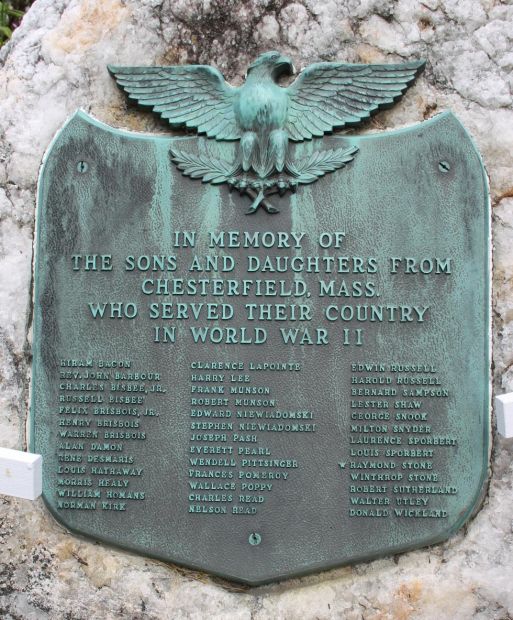 IN MEMORY OF
THE SONS AND DAUGHTERS FROM
CHESTERFIELD, MASS.
WHO SERVED THEIR COUNTRY
IN WORLD WAR II
HIRAM BACON
REV. JOHN BARBOUR
CHARLES BISBEE, JR.
RUSSELL BISBEE
FELIX BRISBOIS, JR.
HENRY BRISBOIS
WARREN BRISBOIS
ALAN DAMON
RENE DESMARIS
LOUIS HATHAWAY
MORRIS HEALY
WILLIAM HOMANS
NORMAN KIRK
CLARENCE LAPOINTE
HARRY LEE
FRANK MUNSON
ROBERT MUNSON
EDWARD NIEWIADOMSKI
STEPHEN NIEWIADOMSKI
JOSEPH PASH
EVERETT PEARL
WENDELL PITTSINGER
FRANCES POMEROY
WALLACE POPPY
CHARLES READ
NELSON READ
EDWIN RUSSELL
HAROLD RUSSELL
BERNARD SAMPSON
LESTER SHAW
GEORGE SNOOK
MILTON SNYDER
LAURENCE SPORBERT
LOUIS SPORBERT
★ RAYMOND STONE
WINTHROP STONE
ROBERT SUTHERLAND
WALTER UTLEY
DONALD WICKLAND